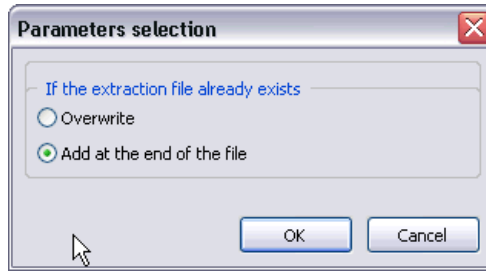 Parameters selection
If the extraction file already exists
Overwrite
Add at the end of the file
OK Cancel